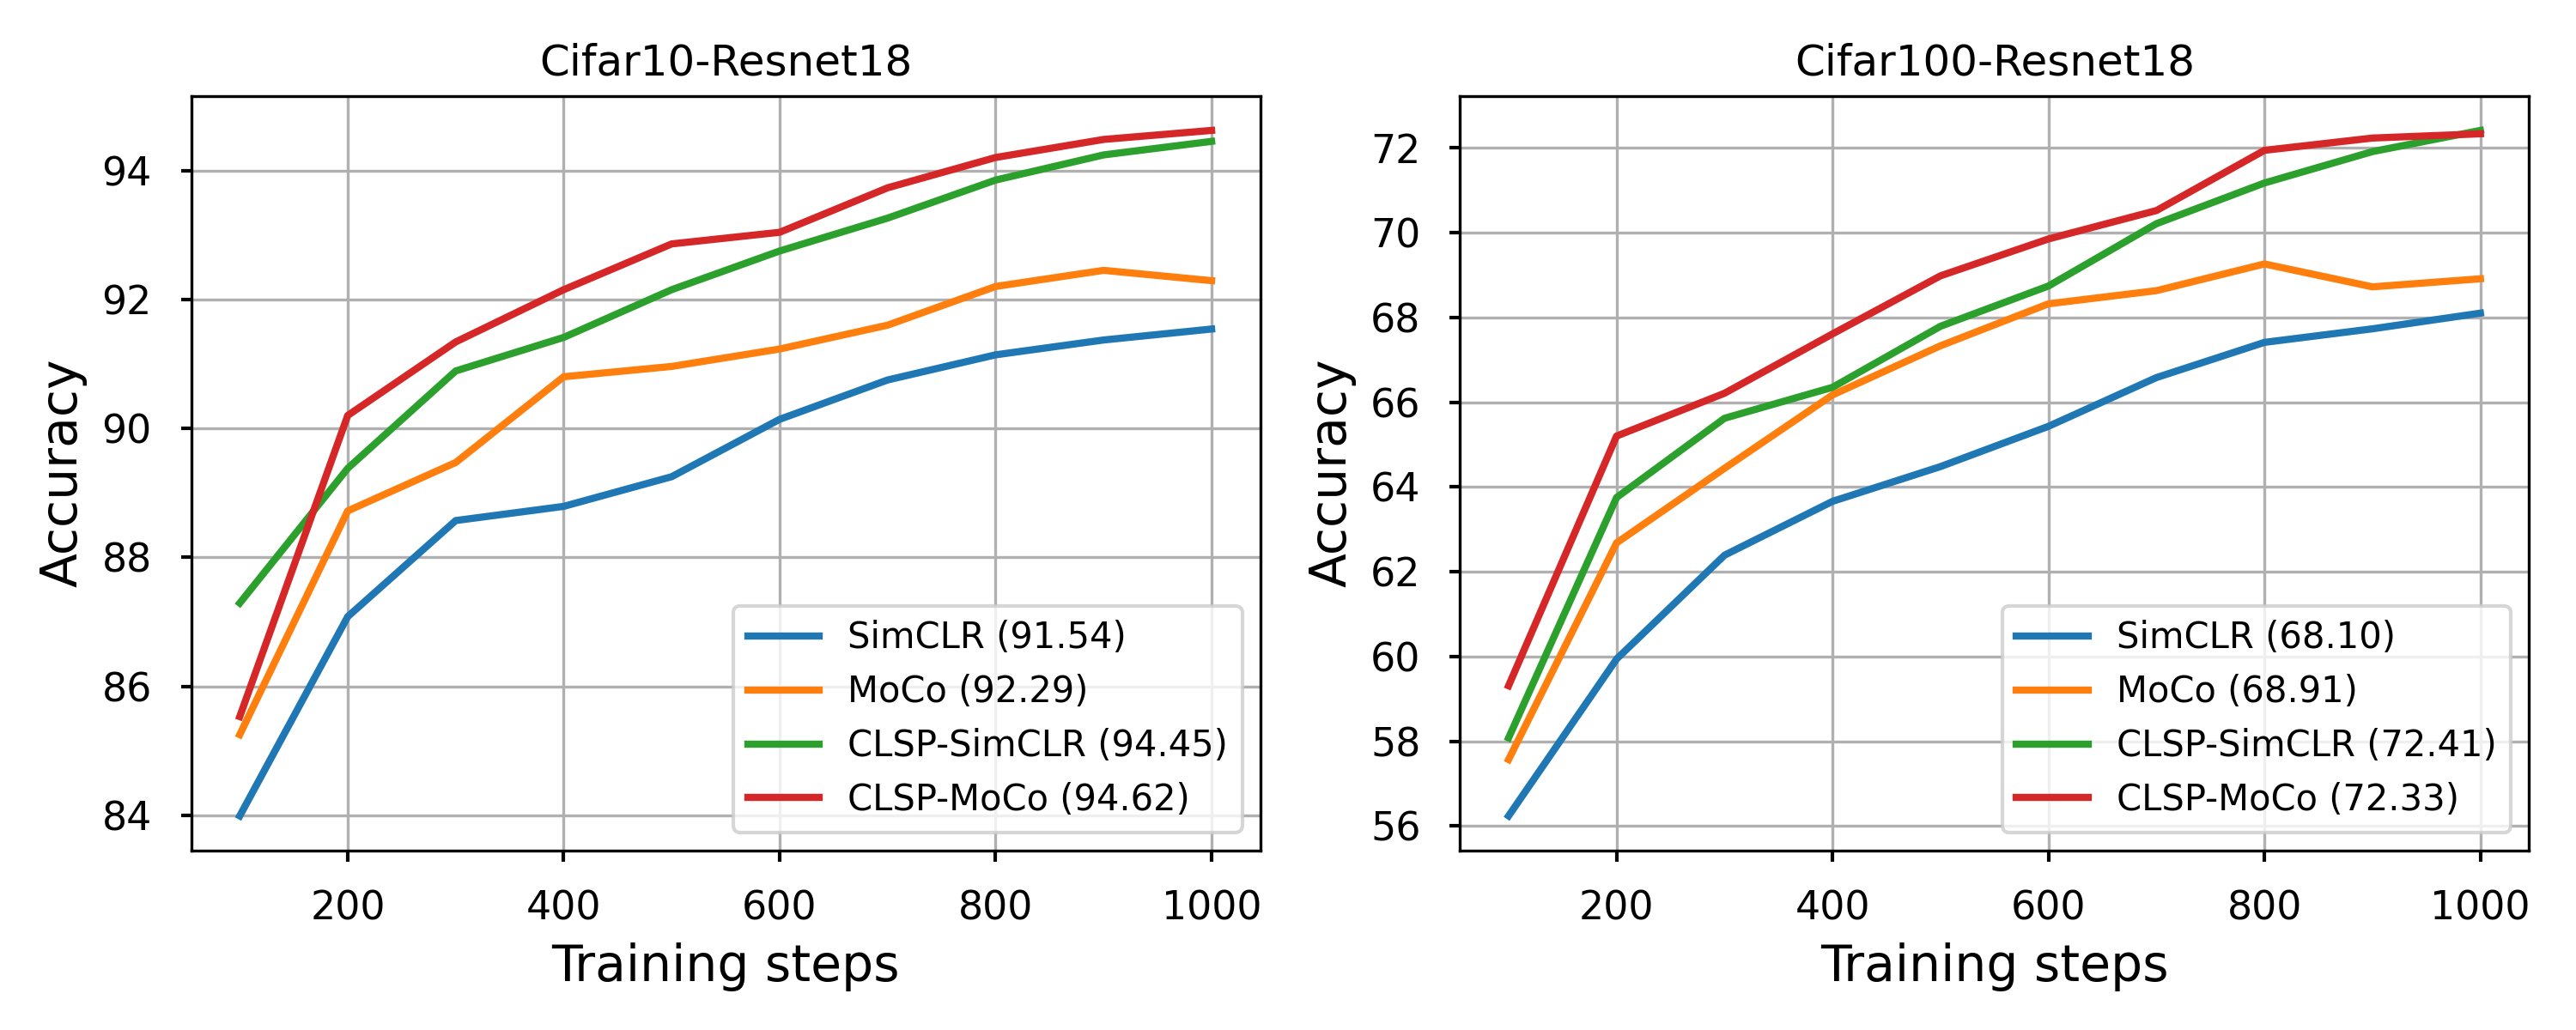 Cifar10-Resnet18
Accuracy
94
92
90
88
86
84
SimCLR (91.54)
MoCo (92.29)
CLSP-SimCLR (94.45)
CLSP-MoCo (94.62)
200 400 600 800 1000
Training steps
Cifar100-Resnet18
Accuracy
72
70
68
66
64
62
60
58
56
SimCLR (68.10)
MoCo (68.91)
CLSP-SimCLR (72.41)
CLSP-MoCo (72.33)
200 400 600 800 1000
Training steps